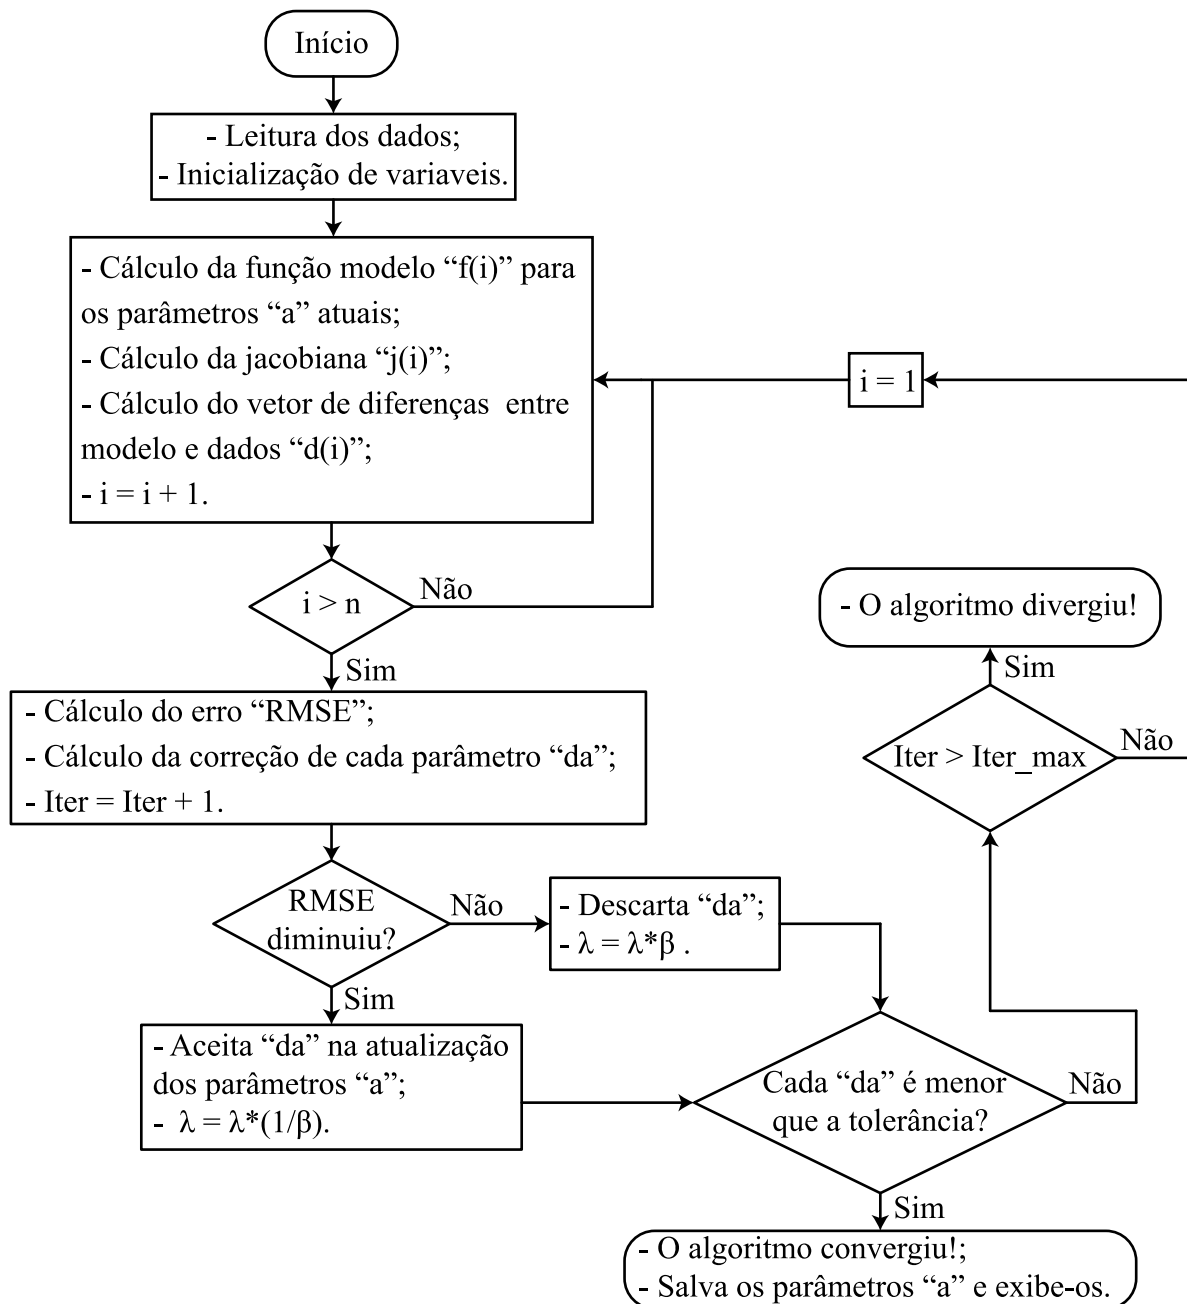 Início
- Leitura dos dados;
- Inicialização de variaveis.
- Cálculo da função modelo “f(i)” para
os parâmetros “a” atuais;
- Cálculo da jacobiana “j(i)”;
- Cálculo do vetor de diferenças entre
modelo e dados “d(i)”;
- i = i + 1.
i = 1
i > n
Não
Sim
- O algoritmo divergiu!
Sim
Iter > Iter_max
Não
- Cálculo do erro “RMSE”;
- Cálculo da correção de cada parâmetro “da”;
- Iter = Iter + 1.
RMSE
diminuiu?
Não
Sim
- Descarta “da”;
- λ = λ*β .
- Aceita “da” na atualização
dos parâmetros “a”;
- λ = λ*(1/β).
Cada “da” é menor
que a tolerância?
Não
Sim
- O algoritmo convergiu!;
- Salva os parâmetros “a” e exibe-os.